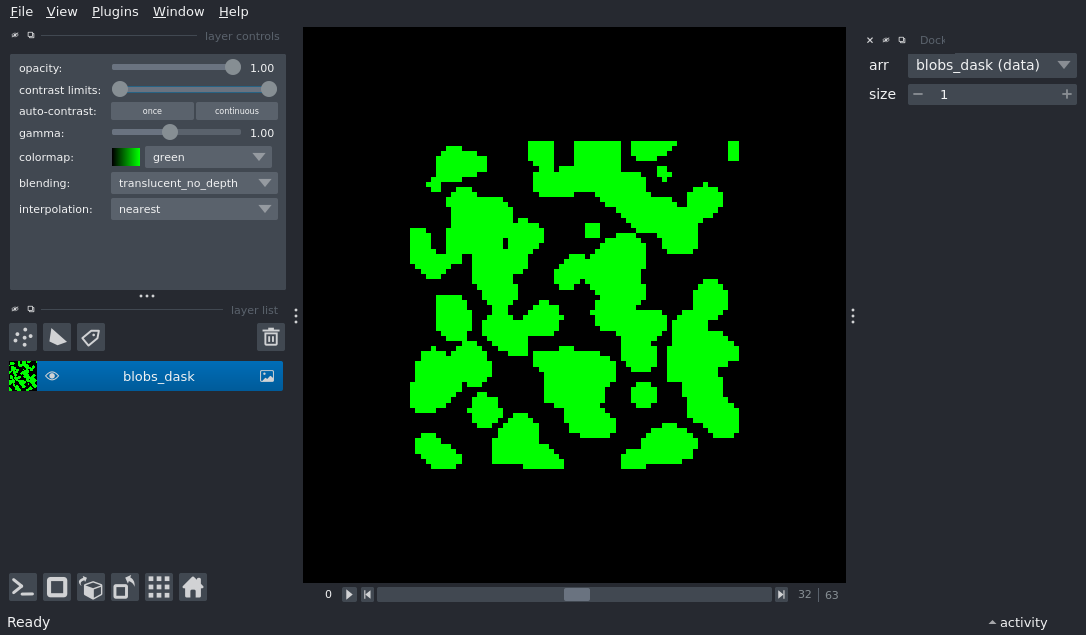 File View Plugins Window Help
layer controls
opacity: 1.00
contrast limits:
auto-contrast: once continuous
gamma: 1.00
colormap: green
blending: translucent_no_depth
interpolation: nearest
layer list
blobs_dask
0 32 63
Ready
Dock
arr blobs_dask (data)
size 1
activity